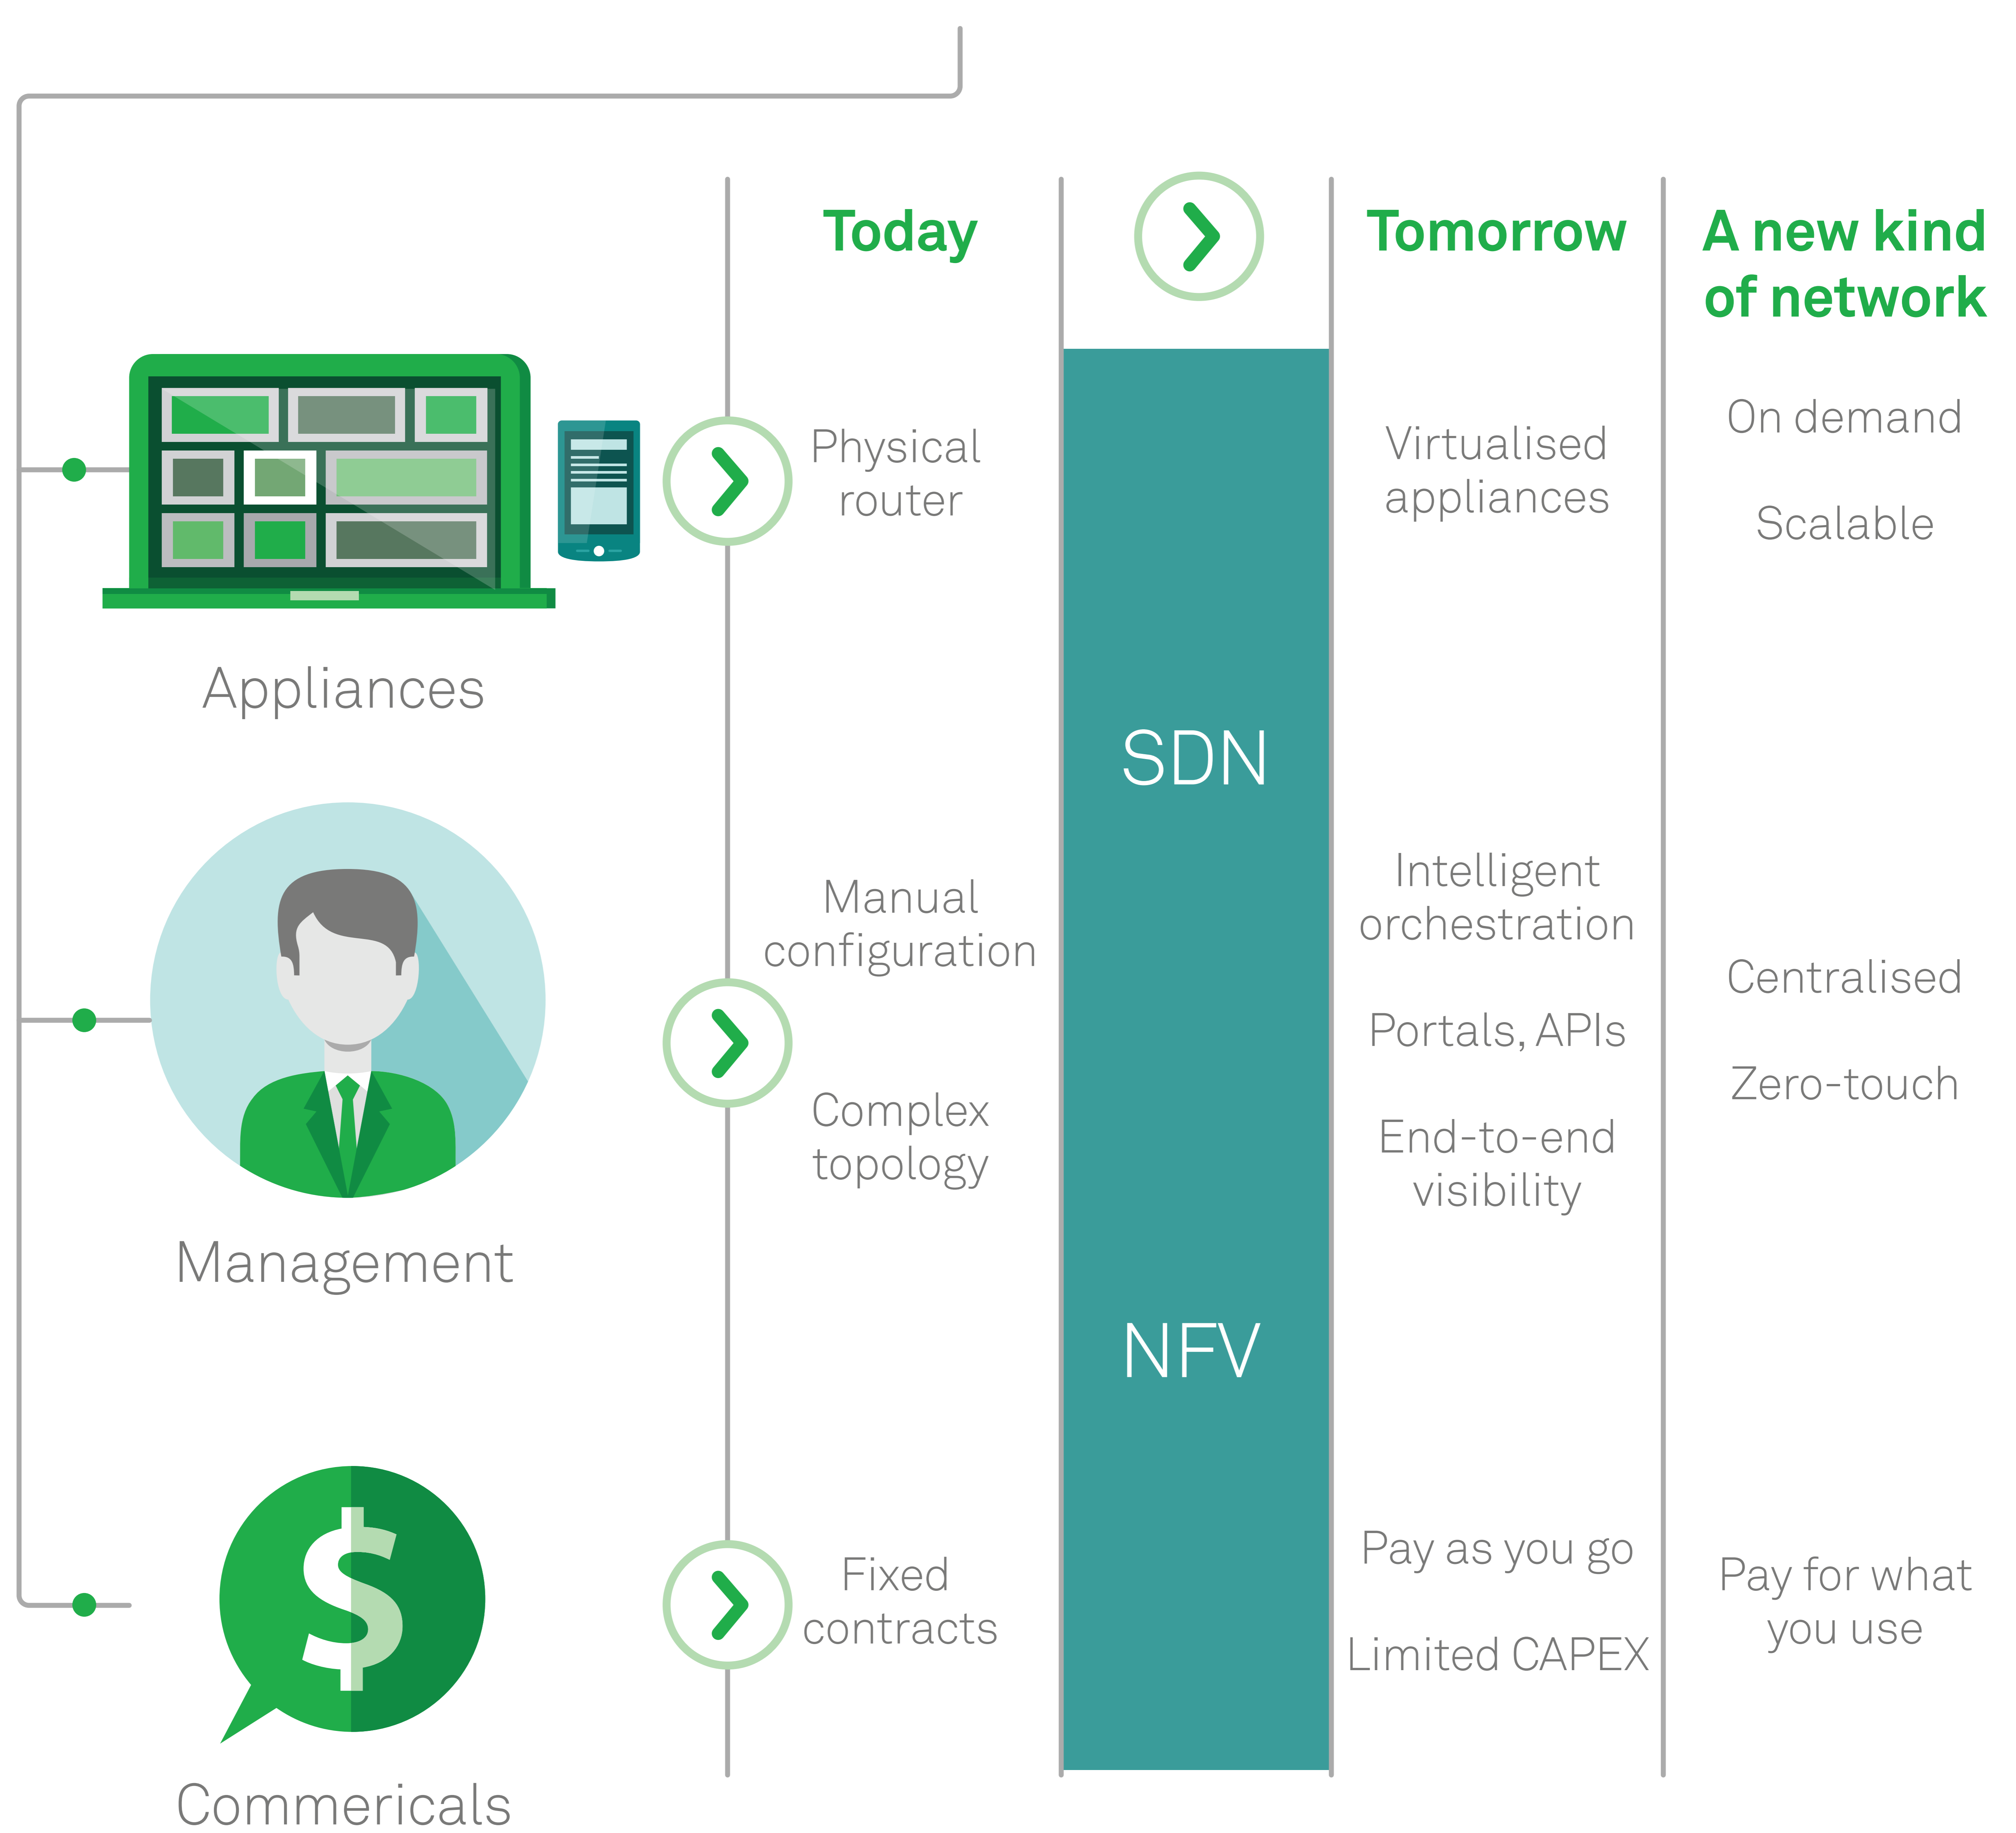 Today
Tomorrow
A new kind
of network
Appliances
Physical
router
Virtualised
appliances
On demand
Scalable
SDN
Management
Manual
configuration
Complex
topology
Intelligent
orchestration
Portals, APIs
End-to-end
visibility
Centralised
Zero-touch
NFV
Commericals
Fixed
contracts
Pay as you go
Limited CAPEX
Pay for what
you use